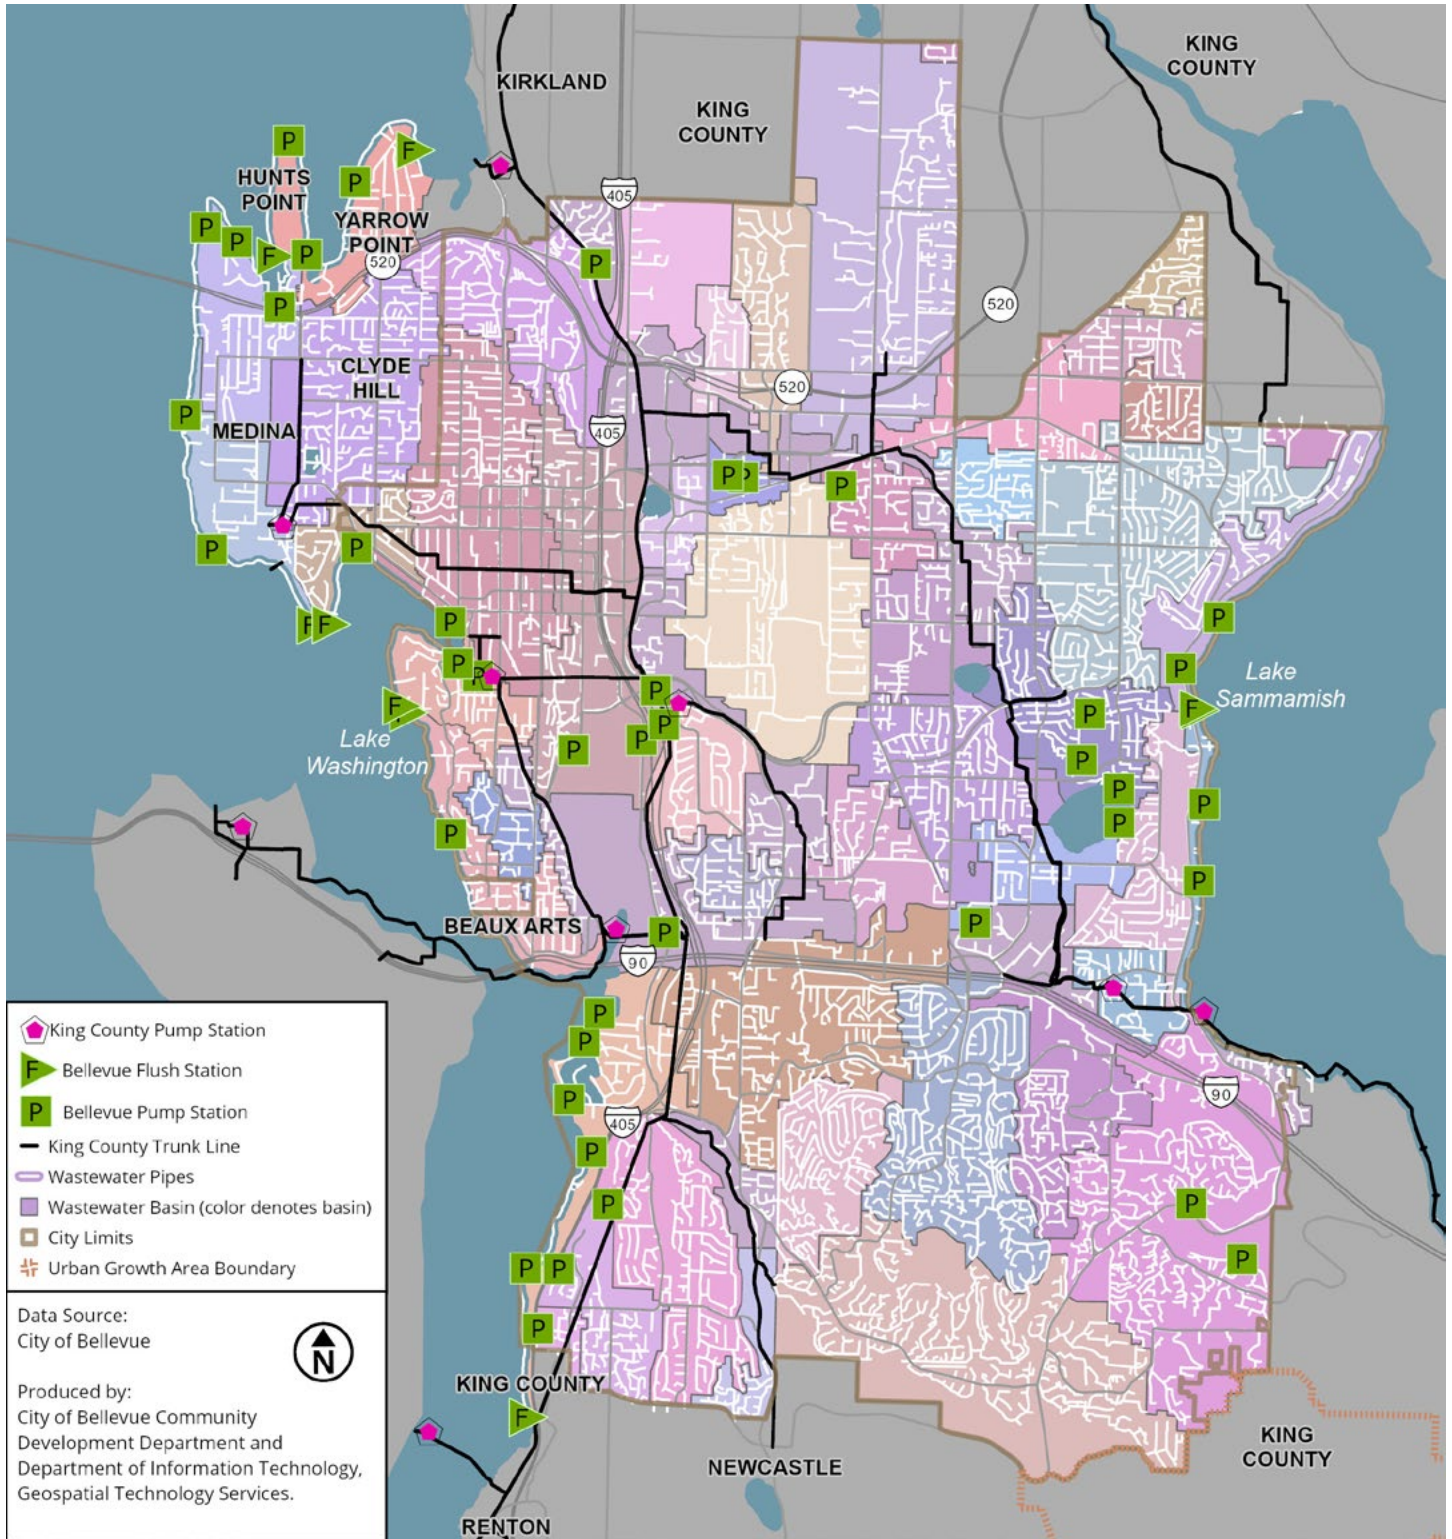 KING
COUNTY
KIRKLAND
KING
COUNTY
405
P
F
HUNTS
POINT
P
YARROW
POINT
P
P
F
P
520
P
P
520
CLYDE
HILL
520
P
MEDINA
405
P
P
P
P
P
F
F
P
P
P
P
P
Lake
Sammamish
F
P
F
P
P
P
P
Lake
Washington
P
P
P
P
P
P
P
BEAUX ARTS
P
90
P
P
P
P
90
405
P
P
P
P
P
P
P
KING COUNTY
F
NEWCASTLE
KING
COUNTY
RENTON
King County Pump Station
F Bellevue Flush Station
P Bellevue Pump Station
King County Trunk Line
Wastewater Pipes
Wastewater Basin (color denotes basin)
City Limits
Urban Growth Area Boundary
Data Source:
City of Bellevue
N
Produced by:
City of Bellevue Community
Development Department and
Department of Information Technology,
Geospatial Technology Services.